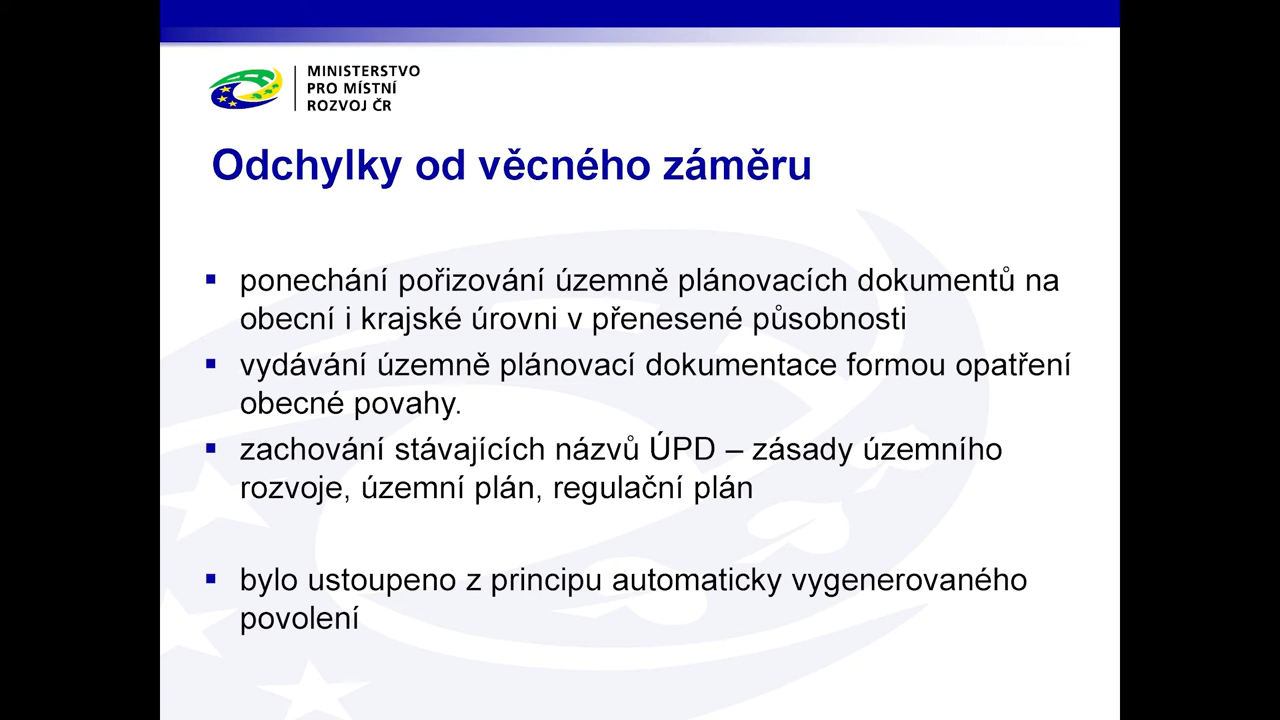 MINISTERSTVO
PRO MÍSTNÍ
ROZVOJ ČR
Odchylky od věcného záměru
▪ ponechání pořizování územně plánovacích dokumentů na
obecní i krajské úrovni v přenesené působnosti
▪ vydávání územně plánovací dokumentace formou opatření
obecné povahy.
▪ zachování stávajících názvů ÚPD – zásady územního
rozvoje, územní plán, regulační plán
▪ bylo ustoupeno z principu automaticky vygenerovaného
povolení